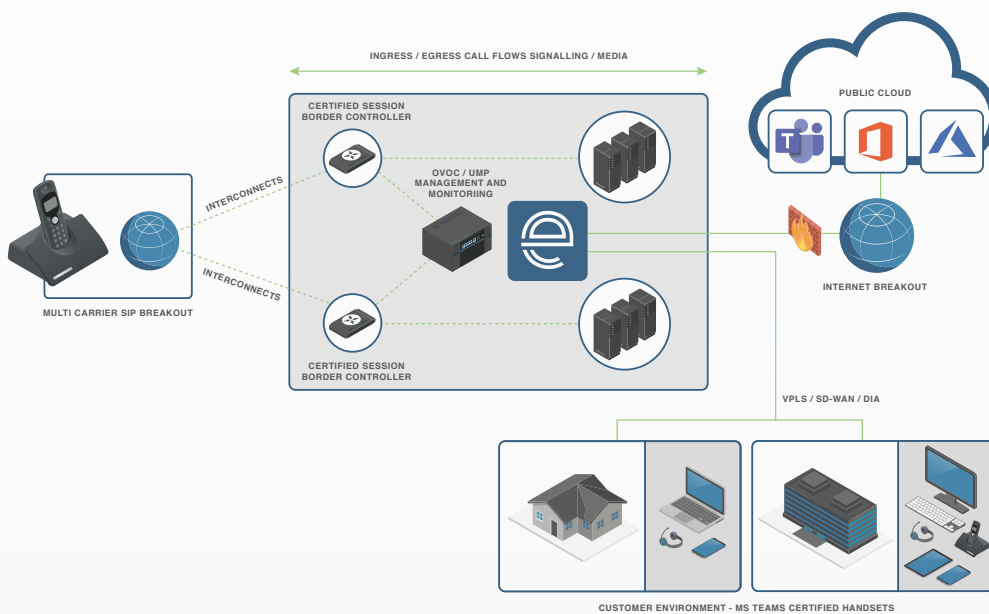 INGRESS / EGRESS CALL FLOWS SIGNALLING / MEDIA
CERTIFIED SESSION
BORDER CONTROLLER
PUBLIC CLOUD
T
OVOC / UMP
MANAGEMENT AND
MONITORIING
INTERCONNECTS
INTERCONNECTS
e
INTERNET BREAKOUT
MULTI CARRIER SIP BREAKOUT
CERTIFIED SESSION
BORDER CONTROLLER
VPLS / SD-WAN / DIA
CUSTOMER ENVIRONMENT - MS TEAMS CERTIFIED HANDSETS